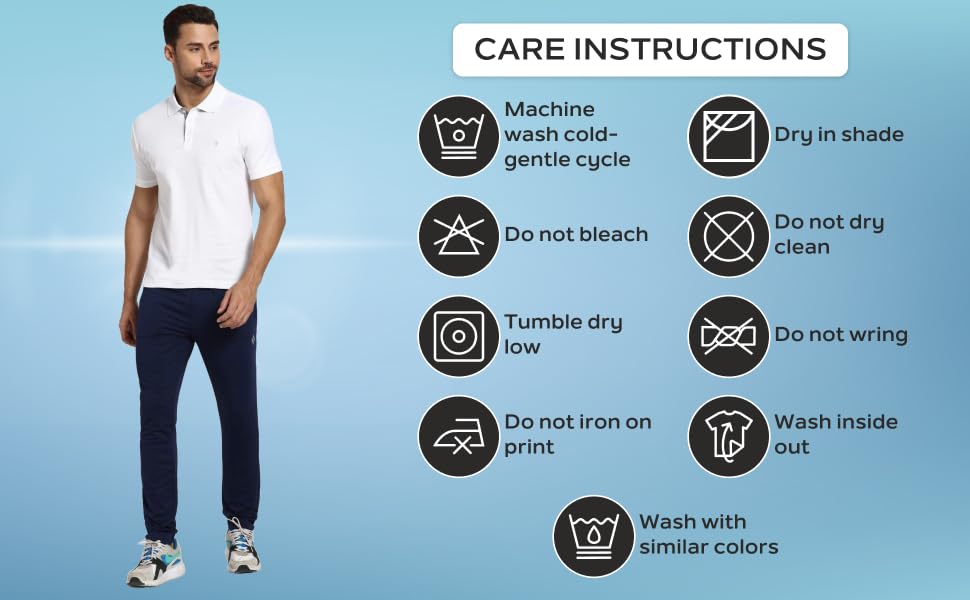 CARE INSTRUCTIONS
Machine
wash cold-
gentle cycle
Dry in shade
Do not bleach
Do not dry
clean
Tumble dry
low
Do not wring
Do not iron on
print
Wash inside
out
Wash with
similar colors